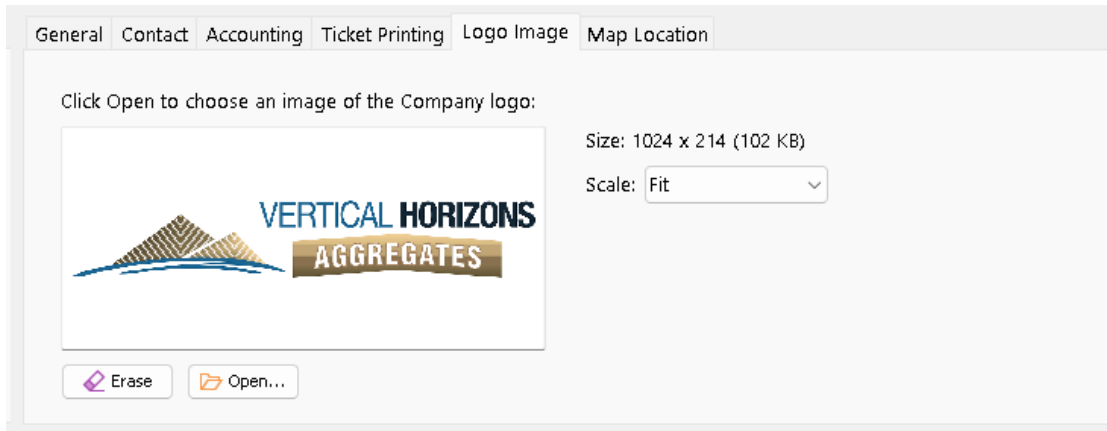 General Contact Accounting Ticket Printing Logo Image Map Location
Click Open to choose an image of the Company logo:
VERTICAL HORIZONS
AGGREGATES
Size: 1024 x 214 (102 KB)
Scale: Fit
Erase Open...